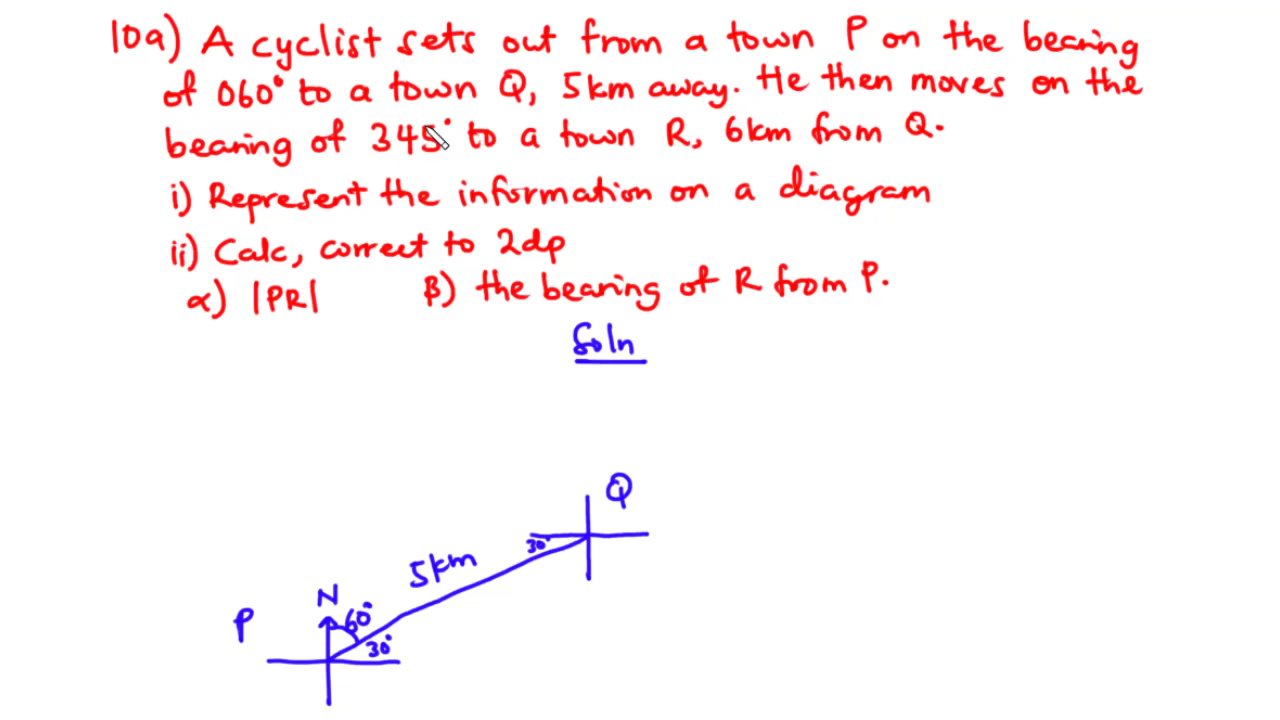 10a) A cyclist sets out from a town P on the bearing
of 060° to a town Q, 5km away. He then moves on the
bearing of 345° to a town R, 6km from Q.
i) Represent the information on a diagram
ii) Calc, correct to 2dp
α) |PR| β) the bearing of R from P.
Soln
Q
30°
5km
N
P
60°
30°